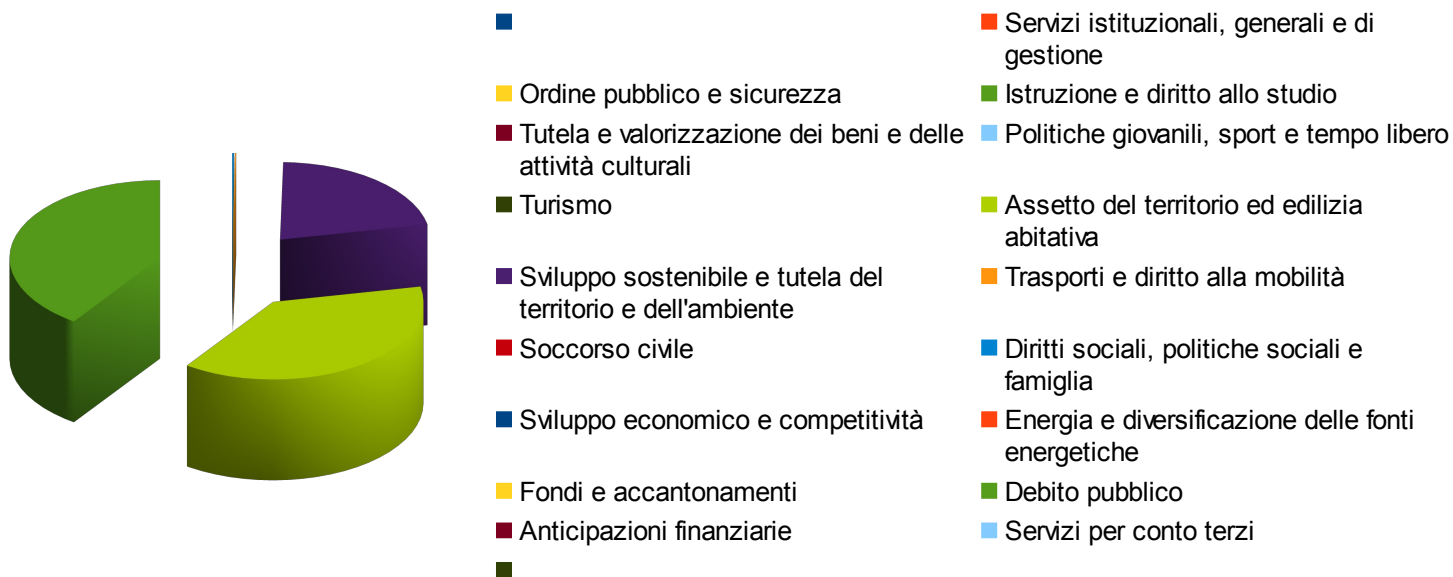 Servizi istituzionali, generali e di
gestione
Ordine pubblico e sicurezza
Istruzione e diritto allo studio
Tutela e valorizzazione dei beni e delle
attività culturali
Politiche giovanili, sport e tempo libero
Turismo
Assetto del territorio ed edilizia
abitativa
Sviluppo sostenibile e tutela del
territorio e dell'ambiente
Trasporti e diritto alla mobilità
Soccorso civile
Diritti sociali, politiche sociali e
famiglia
Sviluppo economico e competitività
Energia e diversificazione delle fonti
energetiche
Fondi e accantonamenti
Debito pubblico
Anticipazioni finanziarie
Servizi per conto terzi